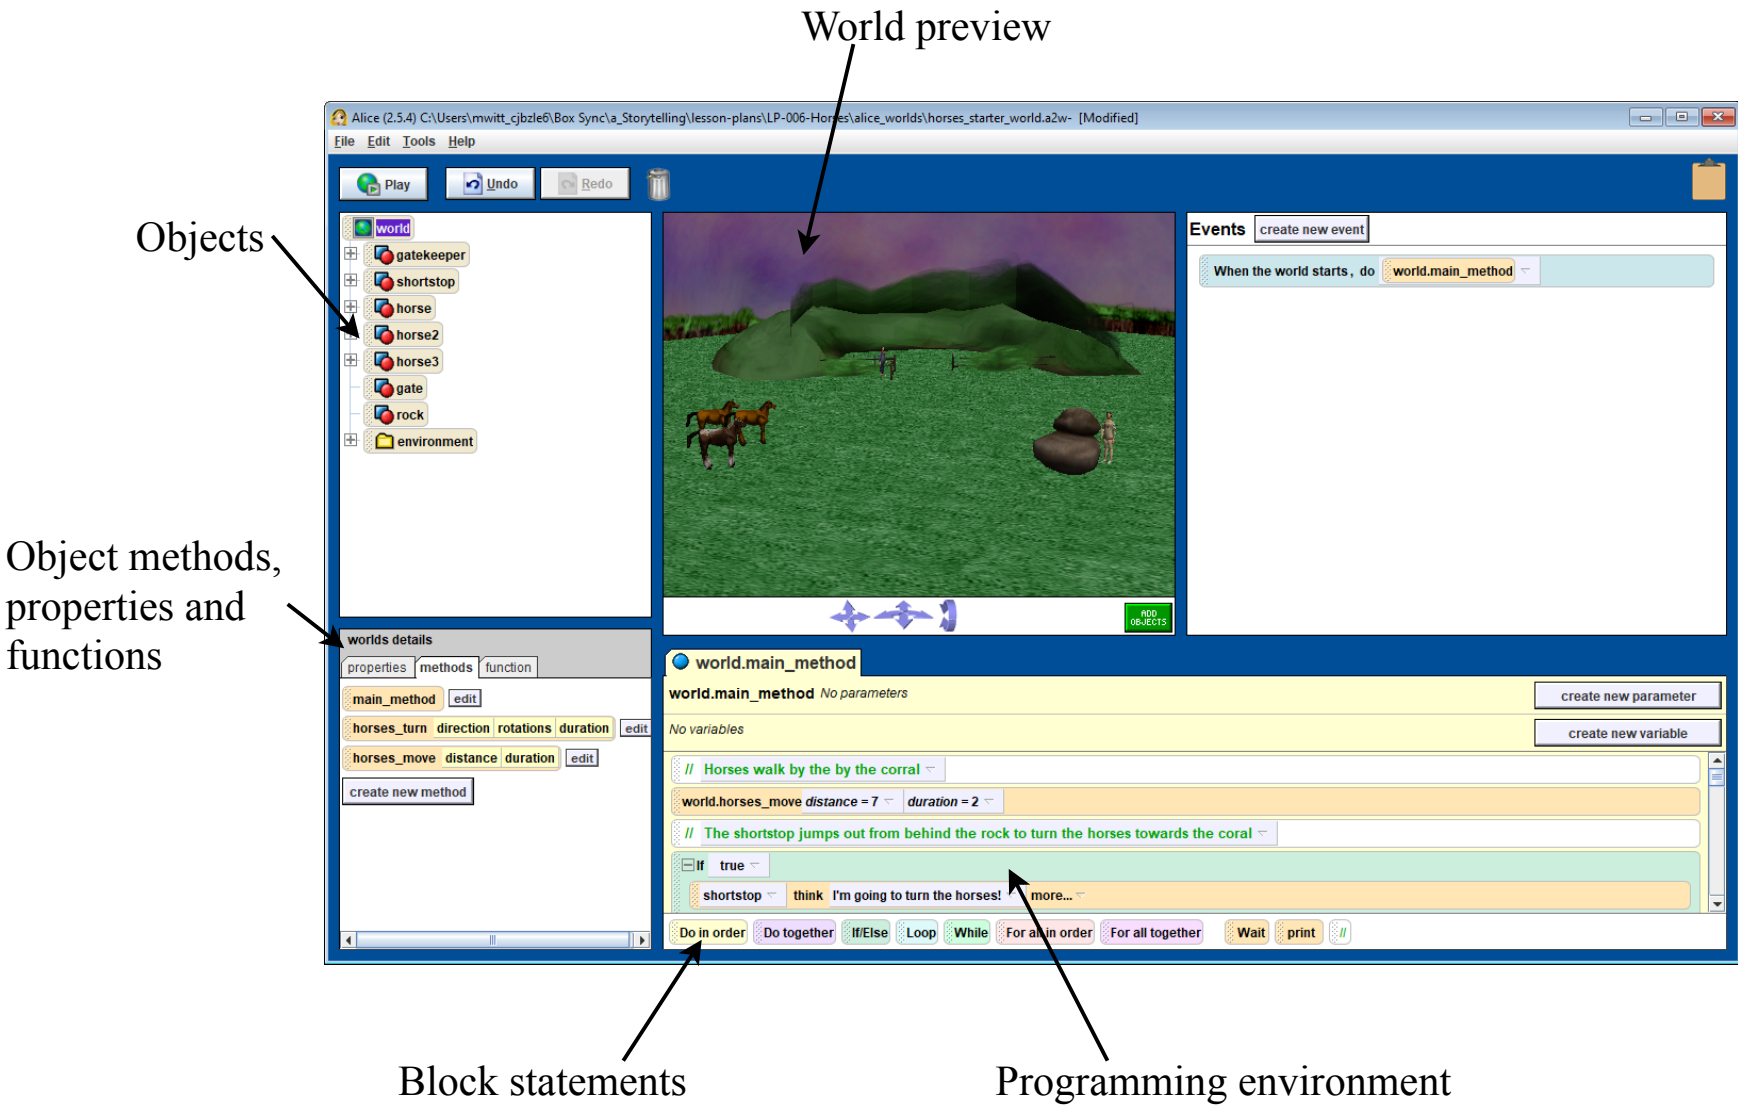 World preview
Alice (2.5.4) C:\Users\mwitt_cjbzle6\Box Sync\a_Storytelling\lesson-plans\LP-006-Horses\alice_worlds\horses_starter_world.a2w- [Modified]
File Edit Tools Help
Play Undo Redo
Objects
world
gatekeeper
shortstop
horse
horse2
horse3
gate
rock
environment
ADD
OBJECTS
Events create new event
When the world starts, do world.main_method
Object methods,
properties and
functions
worlds details
properties methods function
main_method edit
horses_turn direction rotations duration edit
horses_move distance duration edit
create new method
world.main_method
world.main_method No parameters
create new parameter
No variables
create new variable
// Horses walk by the by the corral
world.horses_move distance = 7 duration = 2
// The shortstop jumps out from behind the rock to turn the horses towards the coral
If true
shortstop think I'm going to turn the horses! more...
Do in order Do together If/Else Loop While For all in order For all together Wait print //
Block statements
Programming environment